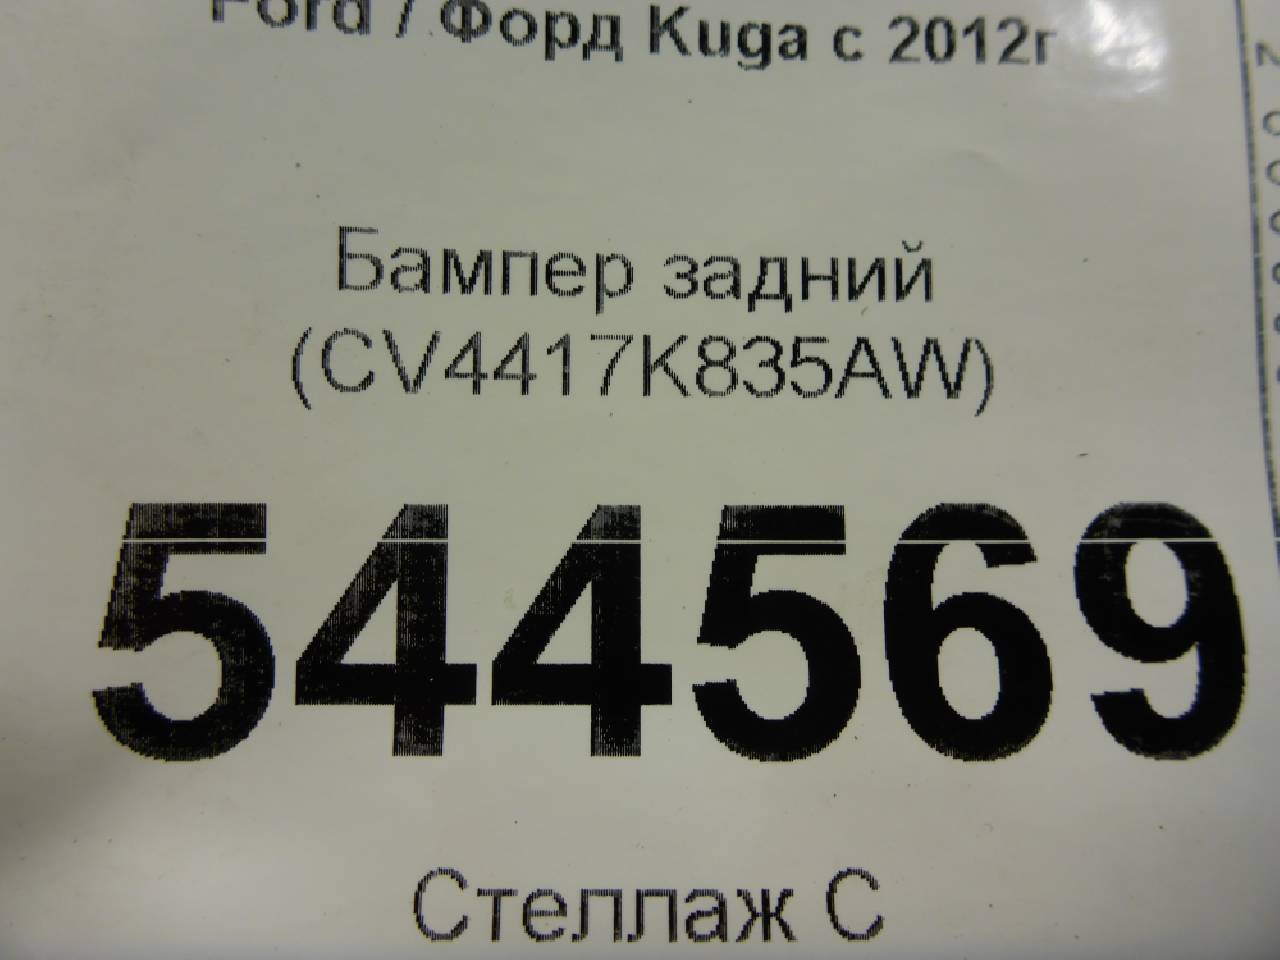 Ford / Форд Kuga с 2012г
Бампер задний
(CV4417K835AW)
544569
Стеллаж С